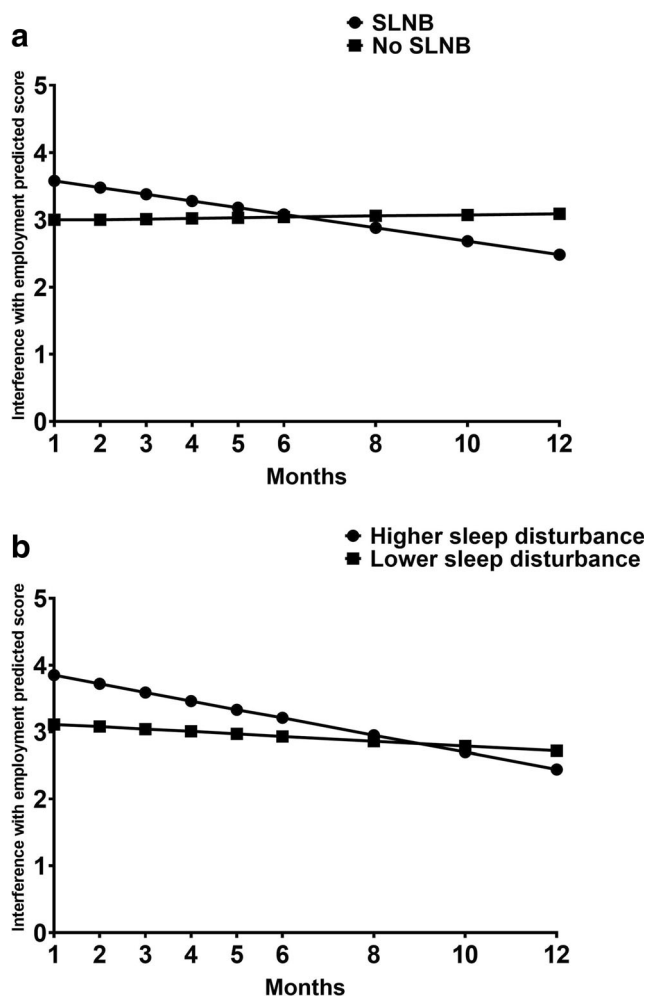 a
SLNB
No SLNB
Interference with employment predicted score
5
4
3
2
1
0
1 2 3 4 5 6 8 10 12
Months
b
Higher sleep disturbance
Lower sleep disturbance
Interference with employment predicted score
5
4
3
2
1
0
1 2 3 4 5 6 8 10 12
Months